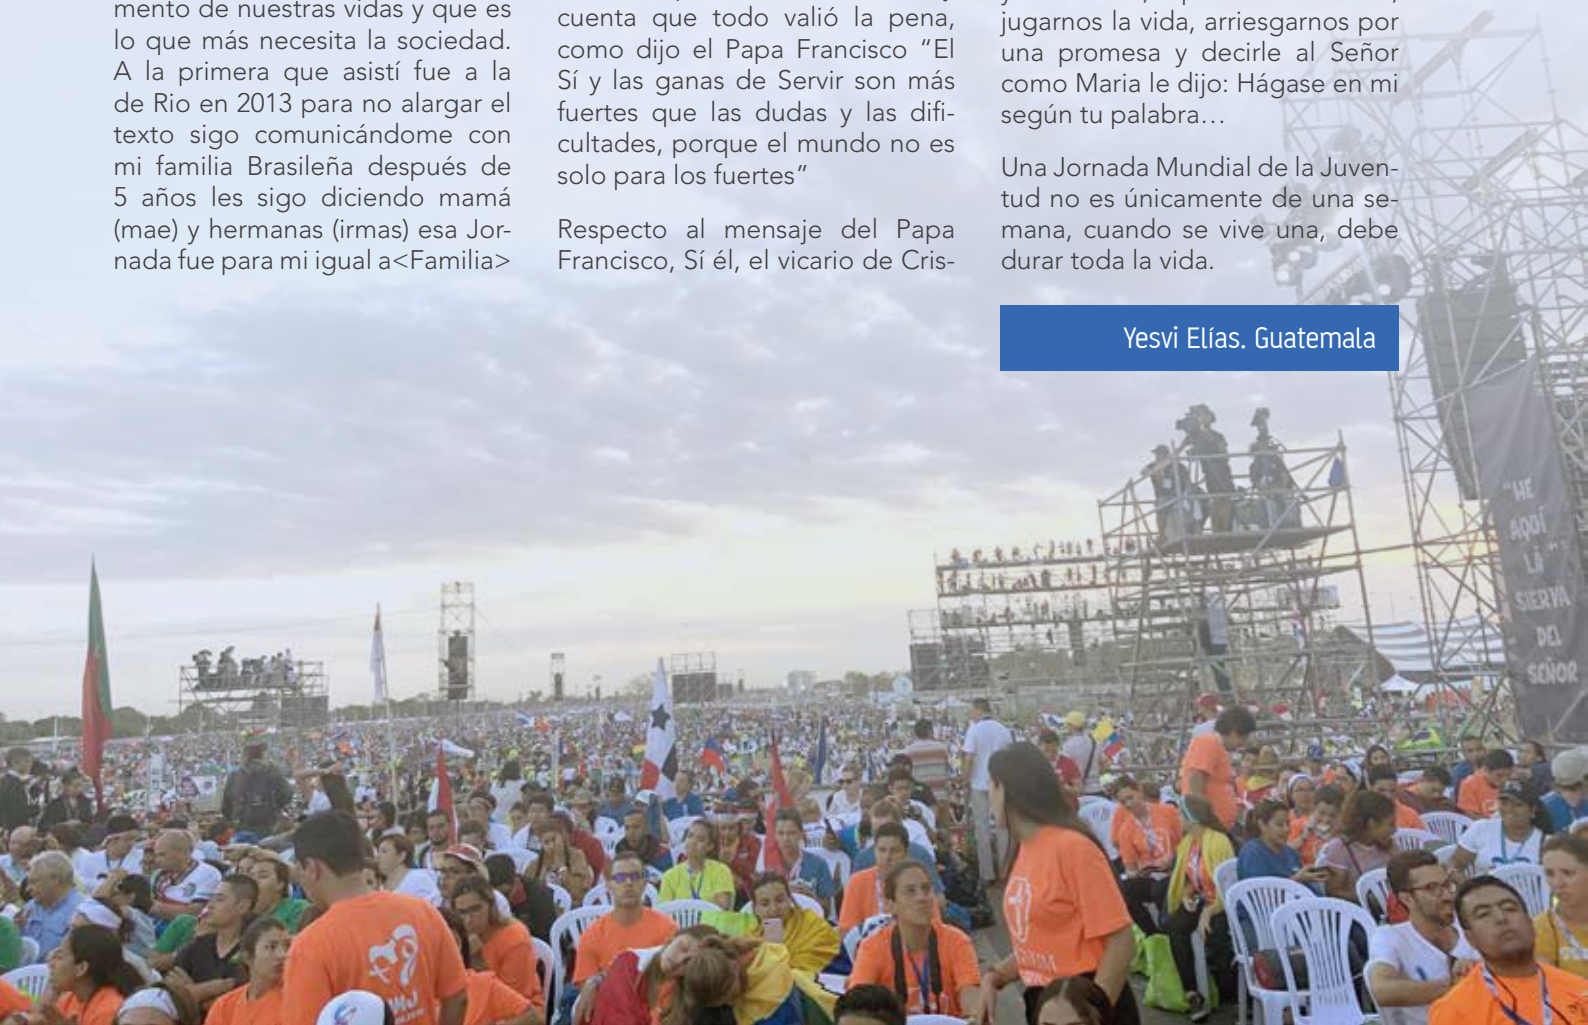 mento de nuestras vidas y que es
lo que más necesita la sociedad.
A la primera que asistí fue a la
de Rio en 2013 para no alargar el
texto sigo comunicándome con
mi familia Brasileña después de
5 años les sigo diciendo mamá
(mae) y hermanas (irmas) esa Jor-
nada fue para mi igual a<Familia>
cuenta que todo valió la pena,
como dijo el Papa Francisco “El
Sí y las ganas de Servir son más
fuertes que las dudas y las difi-
cultades, porque el mundo no es
solo para los fuertes”
Respecto al mensaje del Papa
Francisco, Sí él, el vicario de Cris-
jugarnos la vida, arriesgarnos por
una promesa y decirle al Señor
como Maria le dijo: Hágase en mi
según tu palabra…
Una Jornada Mundial de la Juven-
tud no es únicamente de una se-
mana, cuando se vive una, debe
durar toda la vida.
Yesvi Elías. Guatemala
“HE
AQUÍ
LA
SIERVA
DEL
SEÑOR